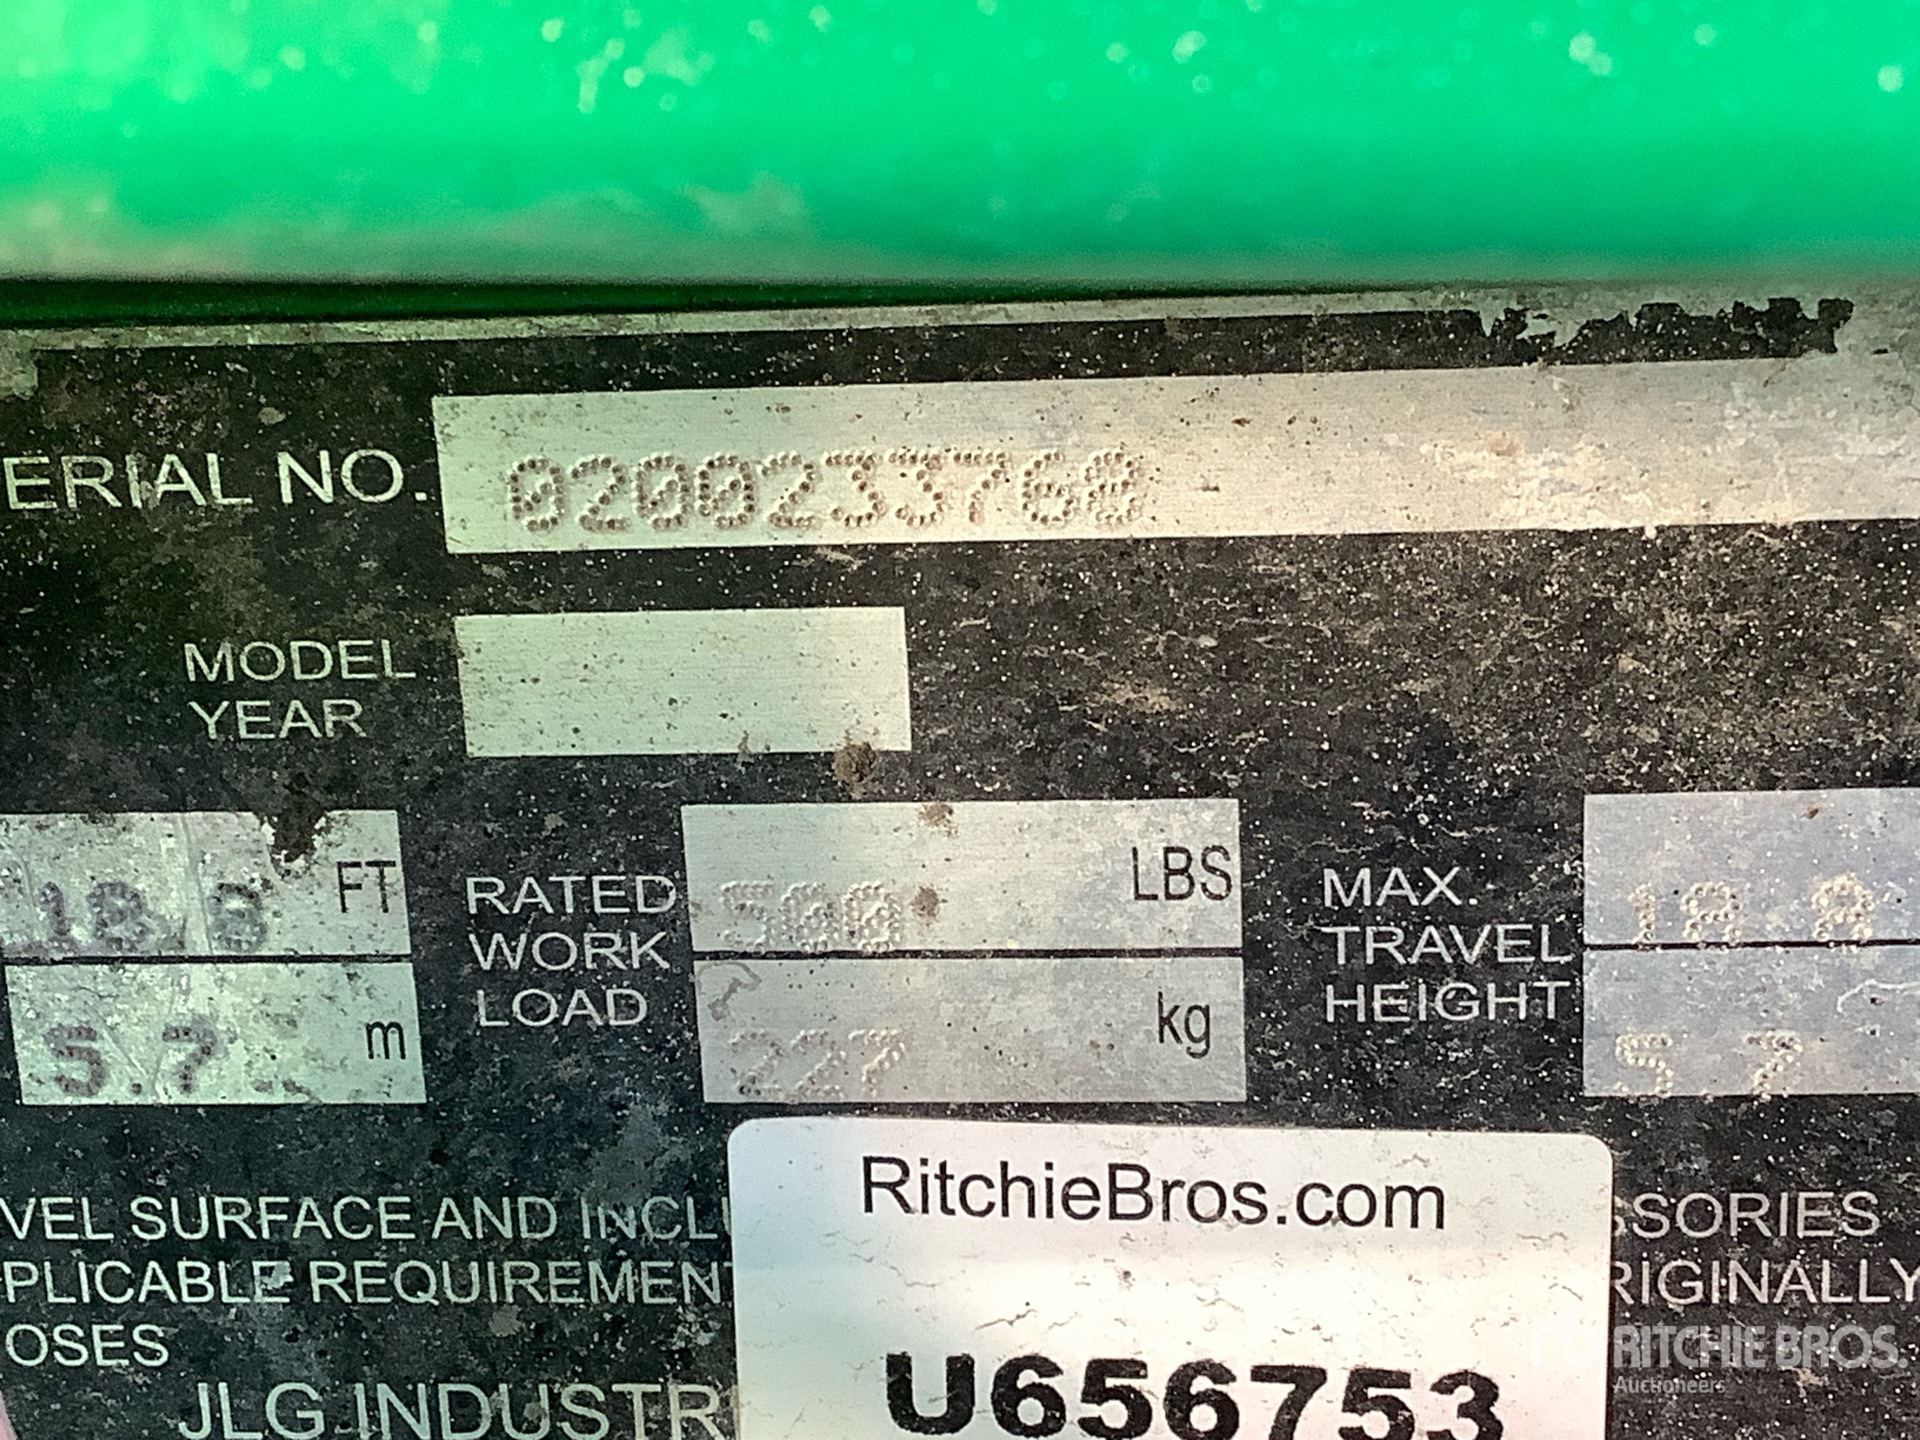 ERIAL NO. 0200233768
MODEL
YEAR
18.8 FT
5.7 m
RATED
WORK
LOAD
500 LBS
227 kg
MAX.
TRAVEL
HEIGHT
18 8
5 7
VEL SURFACE AND INCLU
SSORIES
PLICABLE REQUIREMENT
RIGINALLY
OSES
JLG INDUSTR
RitchieBros.com
U656753
RITCHIE BROS.
Auctioneers